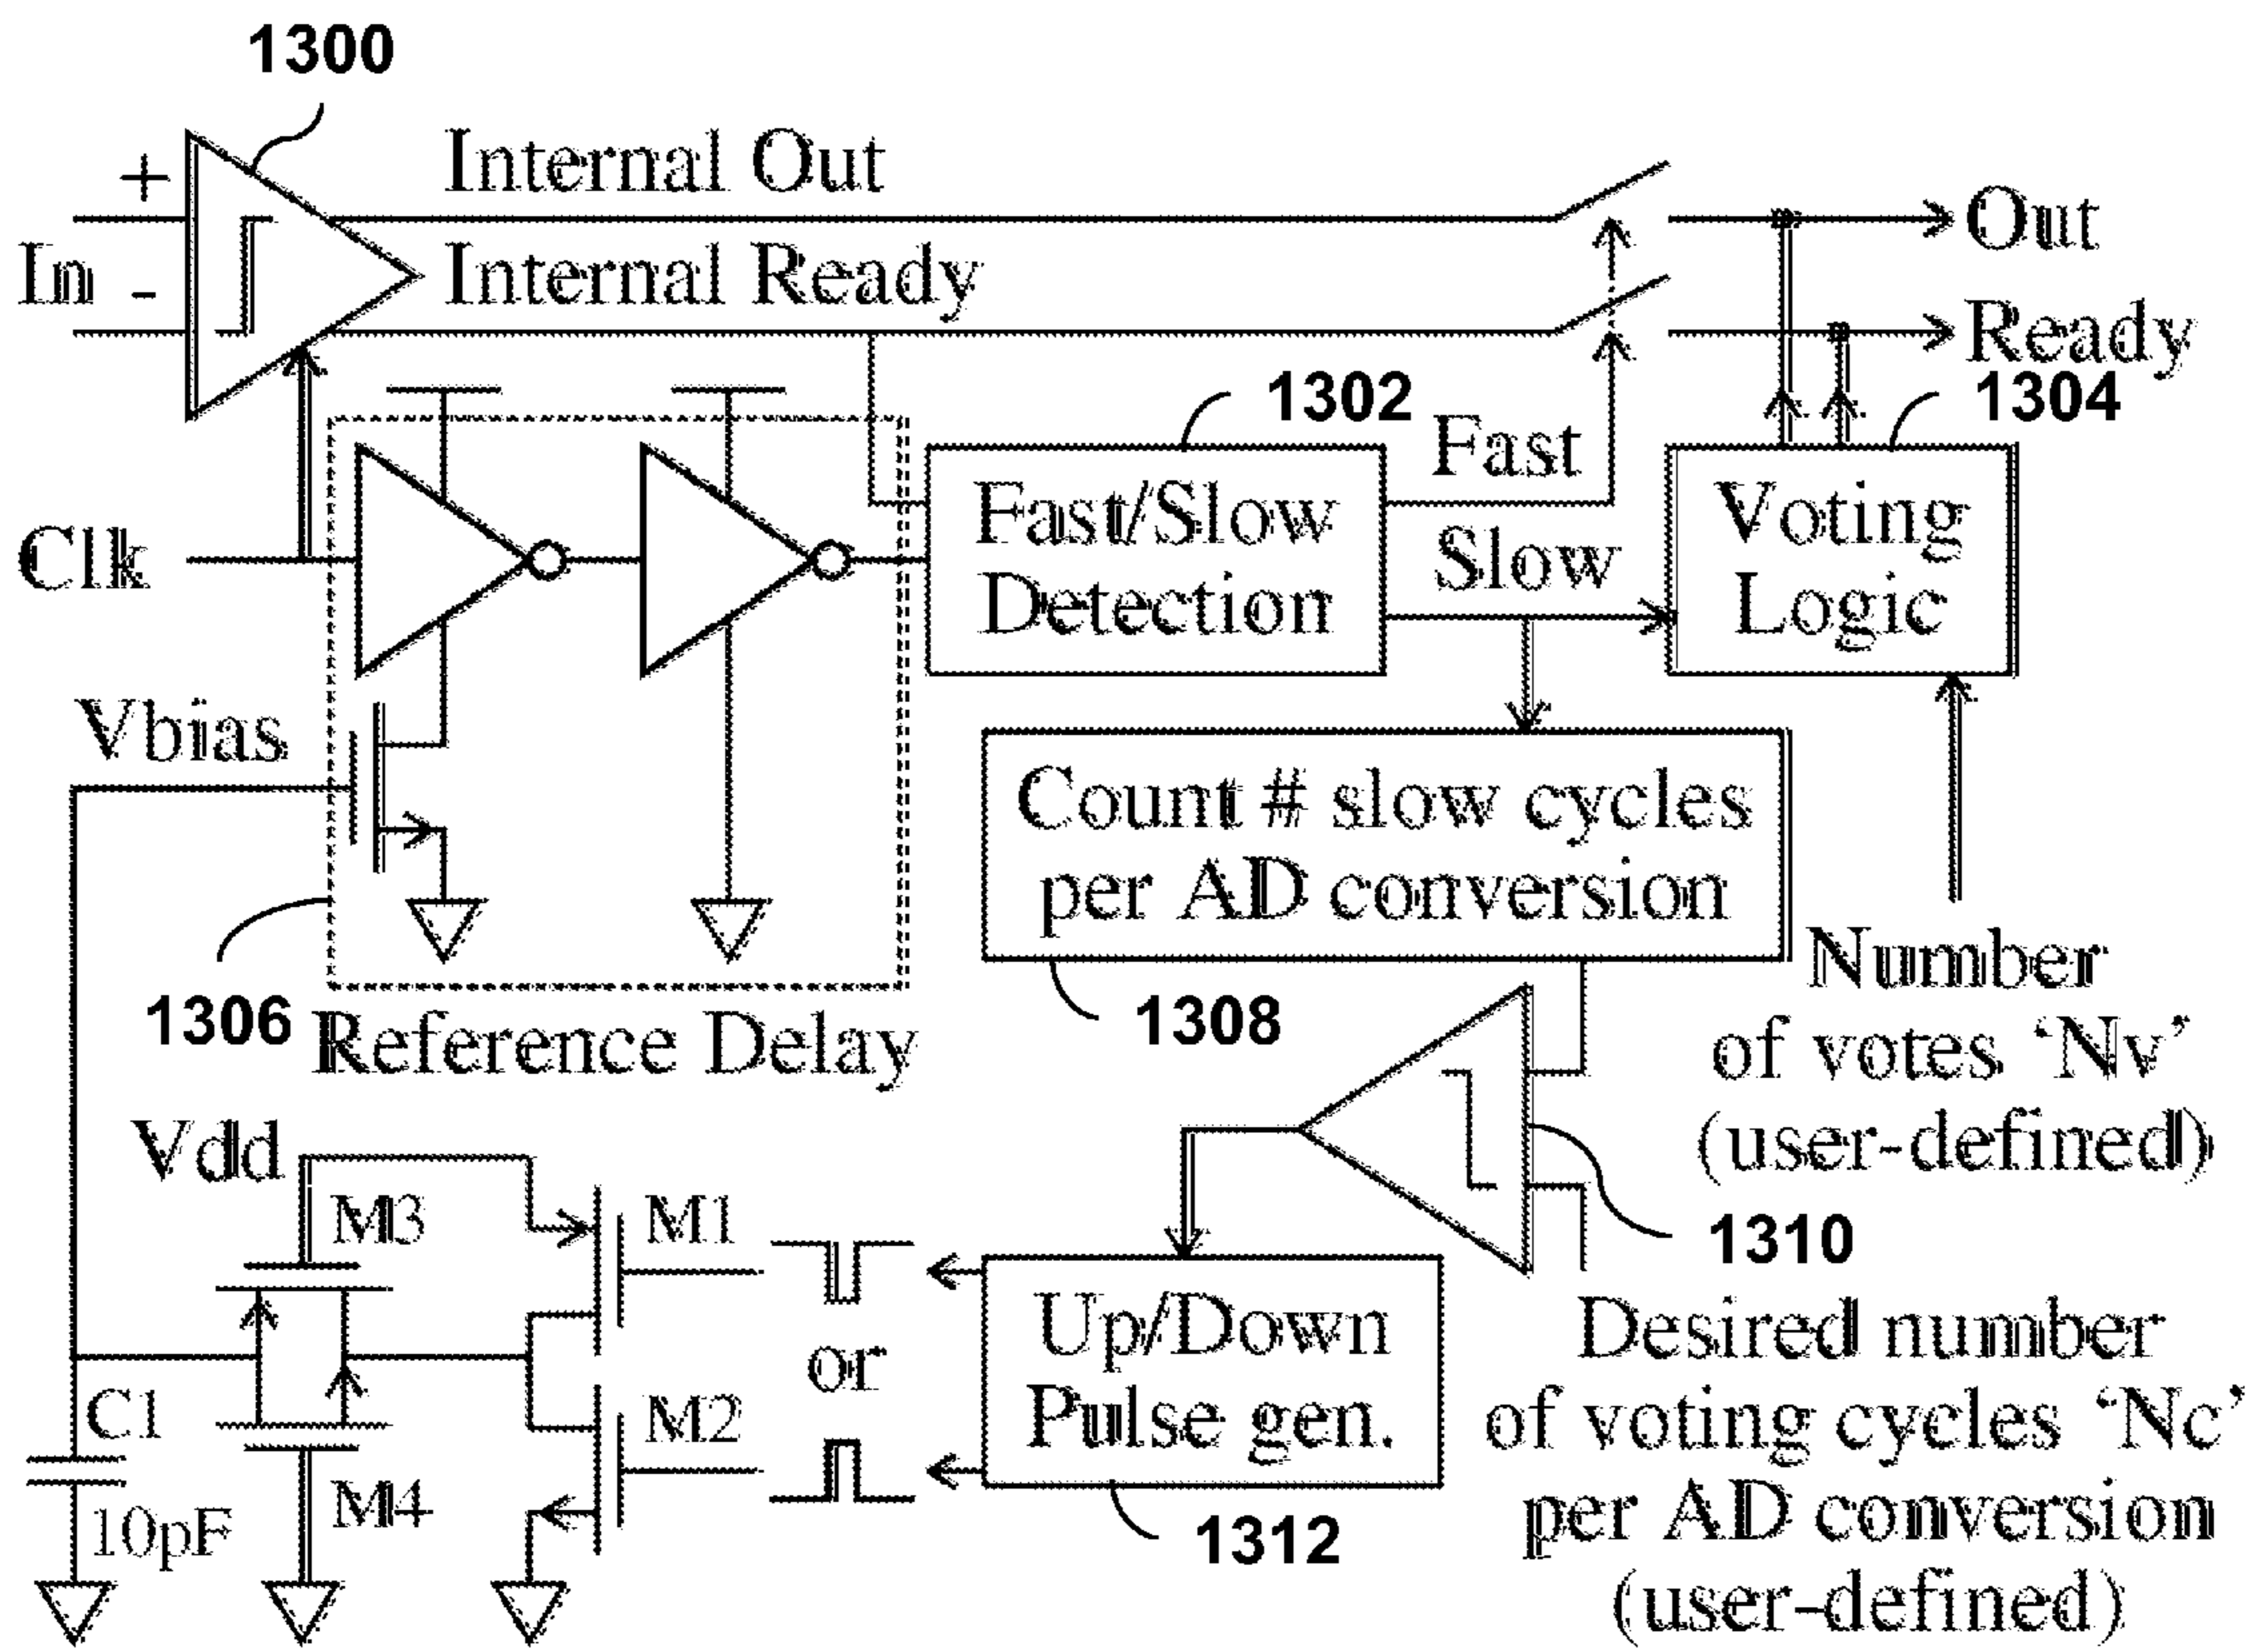 1300
+
Internal Out
Out
In -
Internal Ready
Ready
1302
1304
Fast
Fast/Slow
Detection
Slow
Voting
Logic
Clk
Vbias
Count # slow cycles
per AD conversion
1306
Reference Delay
1308
Number
of votes ‘Nv’
(user-defined)
Vdd
M3
M1
1310
or
Up/Down
Pulse gen.
Desired number
of voting cycles ‘Nc’
per AD conversion
(user-defined)
C1
10pF
M2
M4
1312